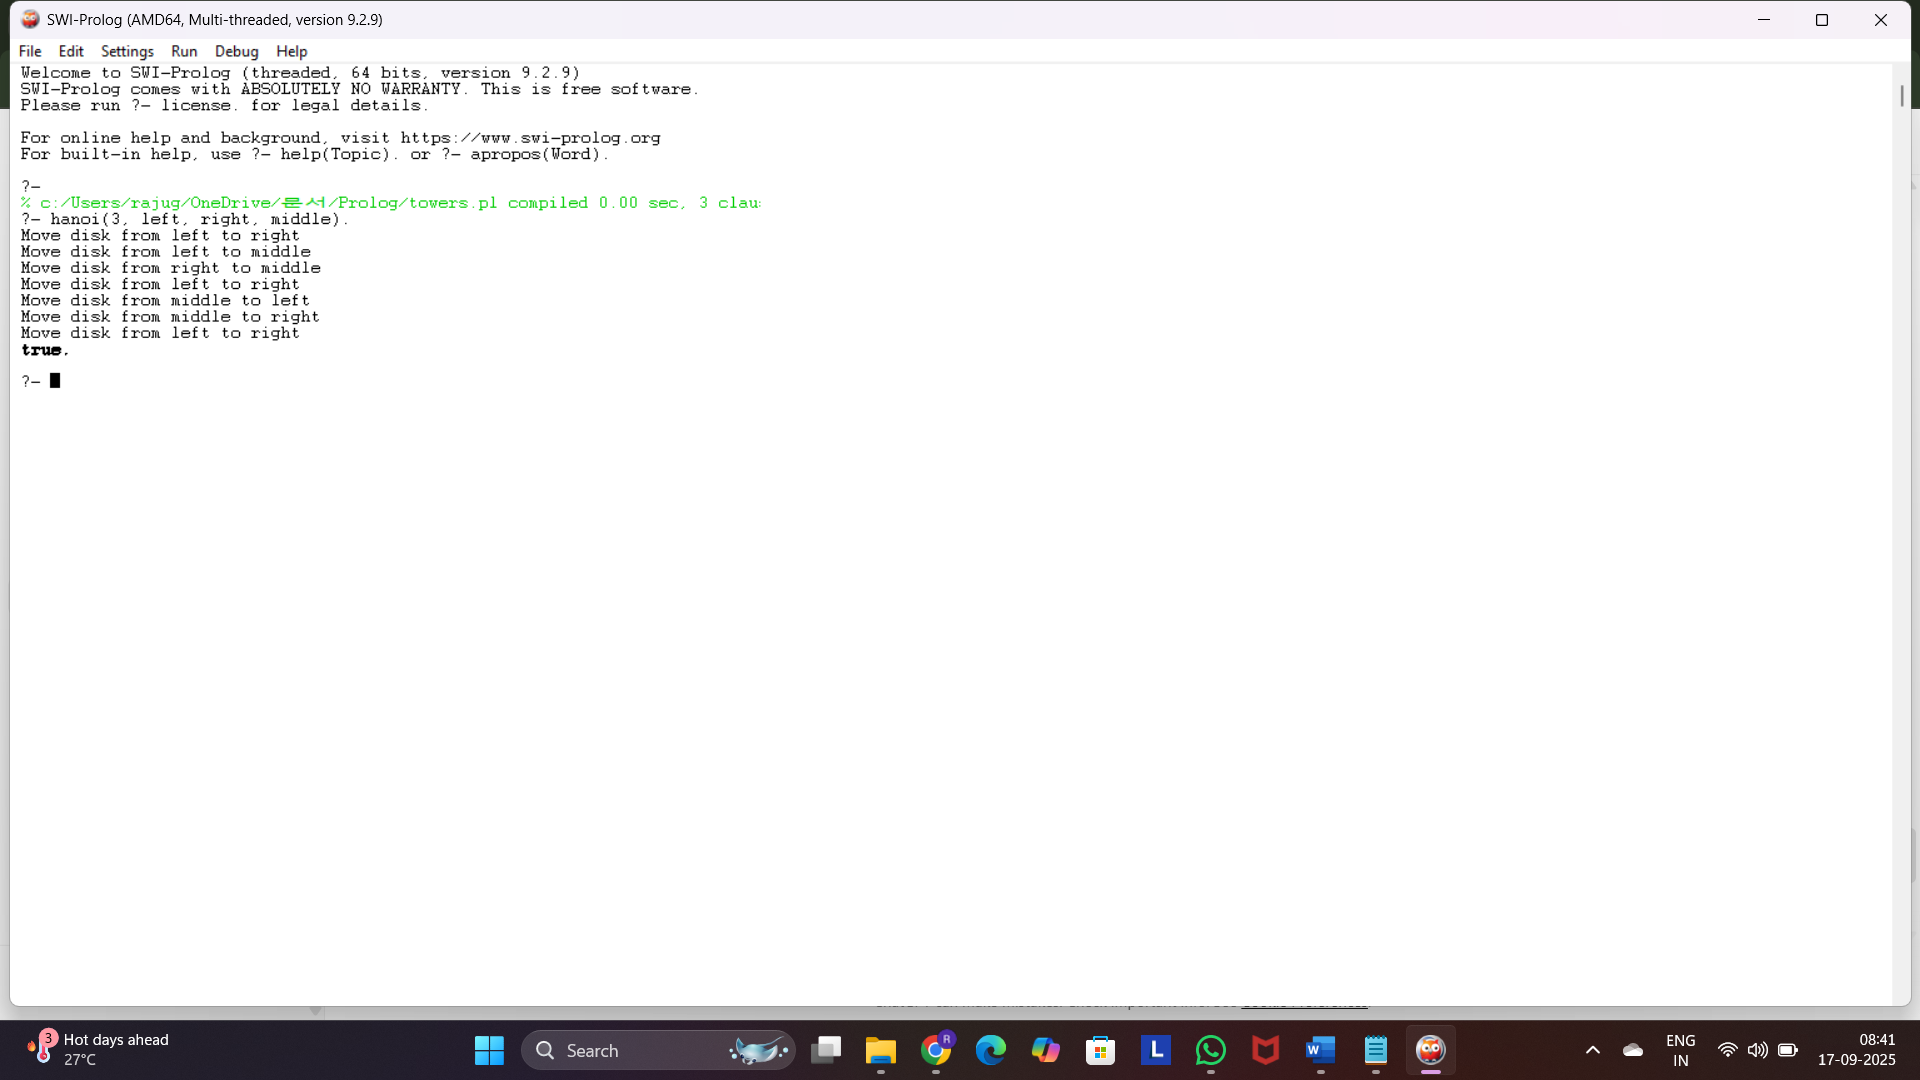 SWI-Prolog (AMD64, Multi-threaded, version 9.2.9)
File Edit Settings Run Debug Help
Welcome to SWI-Prolog (threaded, 64 bits, version 9.2.9)
SWI-Prolog comes with ABSOLUTELY NO WARRANTY. This is free software.
Please run ?- license. for legal details.
For online help and background, visit https://www.swi-prolog.org
For built-in help, use ?- help(Topic). or ?- apropos(Word).
?-
% c:/Users/rajug/OneDrive/문서/Prolog/towers.pl compiled 0.00 sec, 3 claus
?- hanoi(3, left, right, middle).
Move disk from left to right
Move disk from left to middle
Move disk from right to middle
Move disk from left to right
Move disk from middle to left
Move disk from middle to right
Move disk from left to right
true.
?-
3
Hot days ahead
27°C
Search
R
L
W
ENG
IN
08:41
17-09-2025